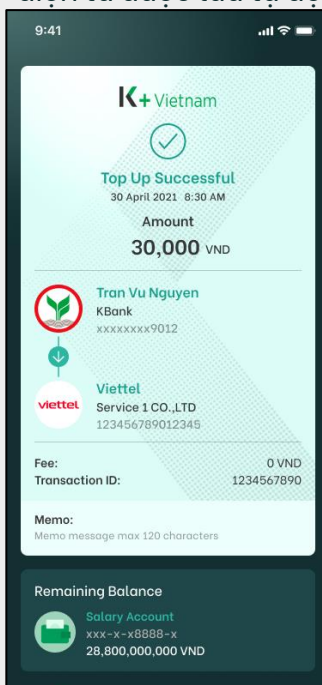 9:41
K+ Vietnam
Top Up Successful
30 April 2021 8:30 AM
Amount
30,000 VND
Tran Vu Nguyen
KBank
xxxxxxxx9012
viettel
Viettel
Service 1 CO.,LTD
123456789012345
Fee: 0 VND
Transaction ID: 1234567890
Memo:
Memo message max 120 characters
Remaining Balance
Salary Account
xxx-x-x8888-x
28,800,000,000 VND